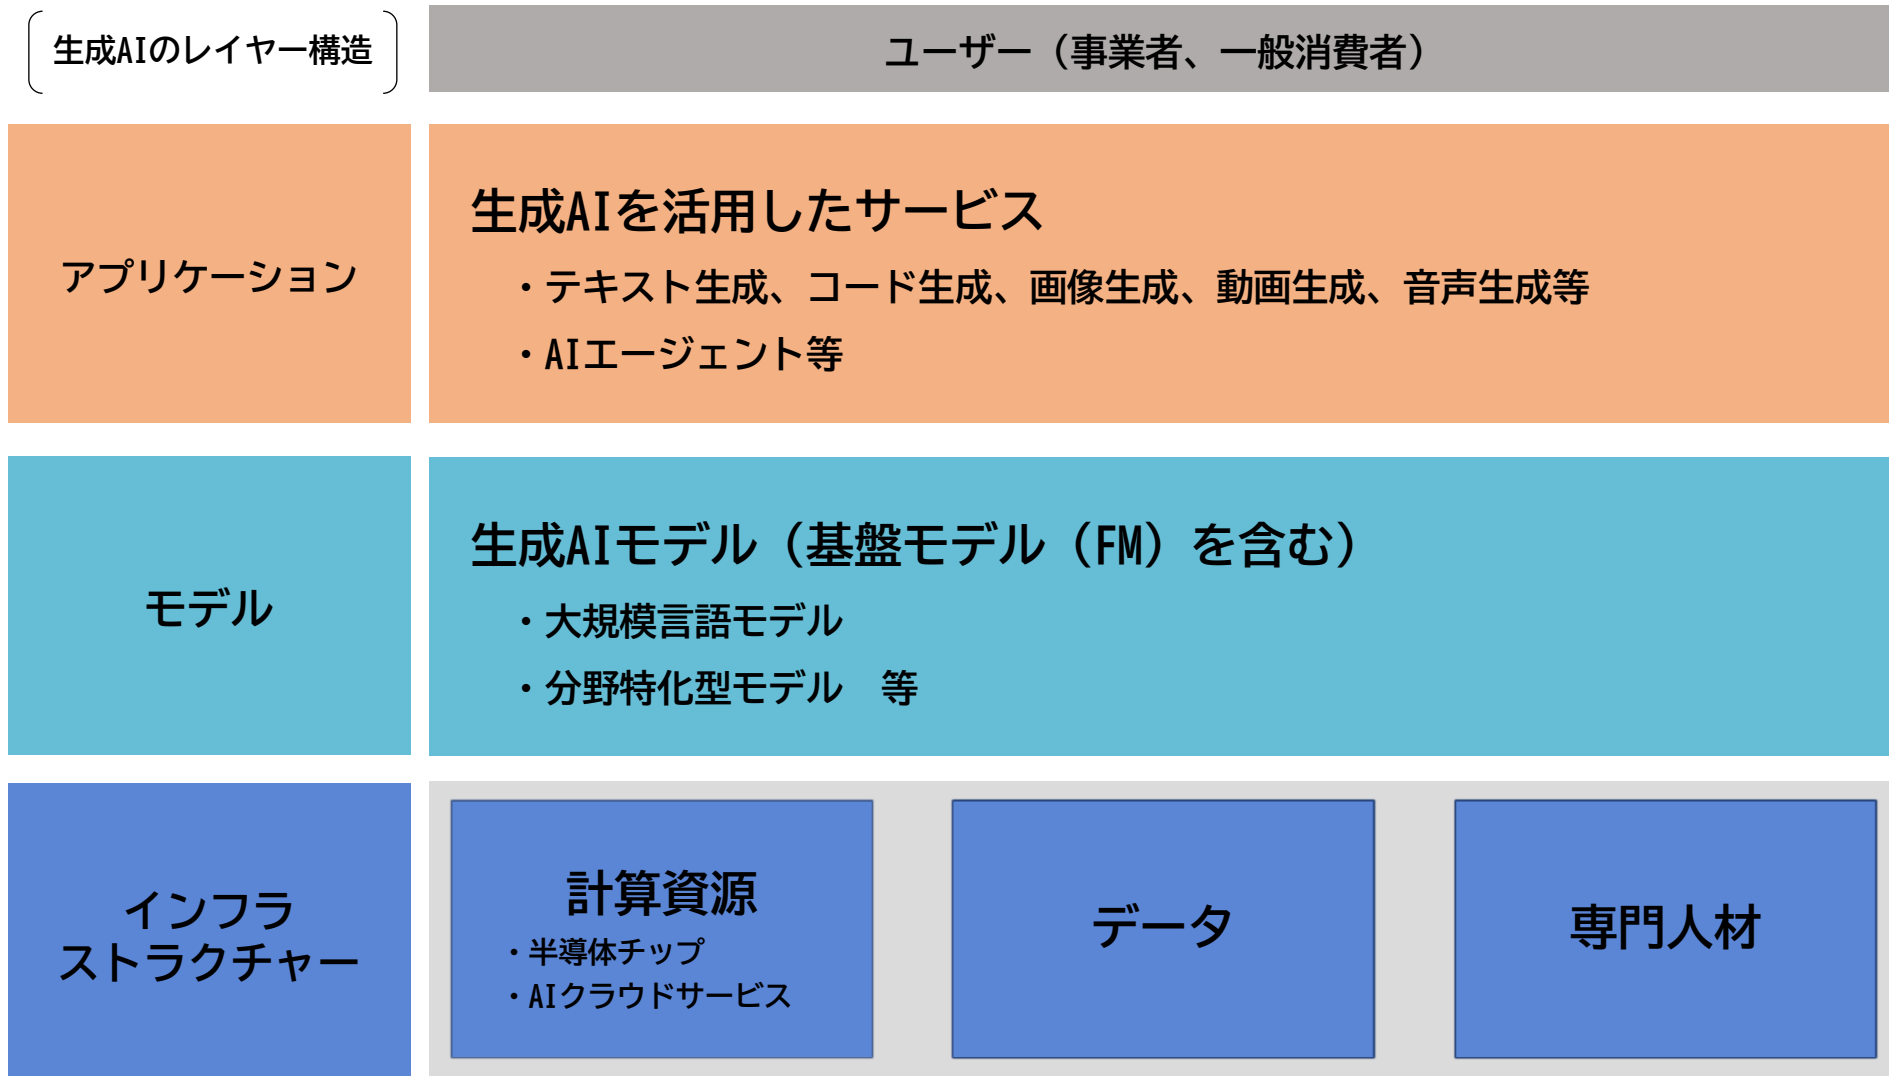 生成AIのレイヤー構造
ユーザー（事業者、一般消費者）
アプリケーション
生成AIを活用したサービス
・テキスト生成、コード生成、画像生成、動画生成、音声生成等
・AIエージェント等
モデル
生成AIモデル（基盤モデル（FM）を含む）
・大規模言語モデル
・分野特化型モデル　等
インフラ
ストラクチャー
計算資源
・半導体チップ
・AIクラウドサービス
データ
専門人材